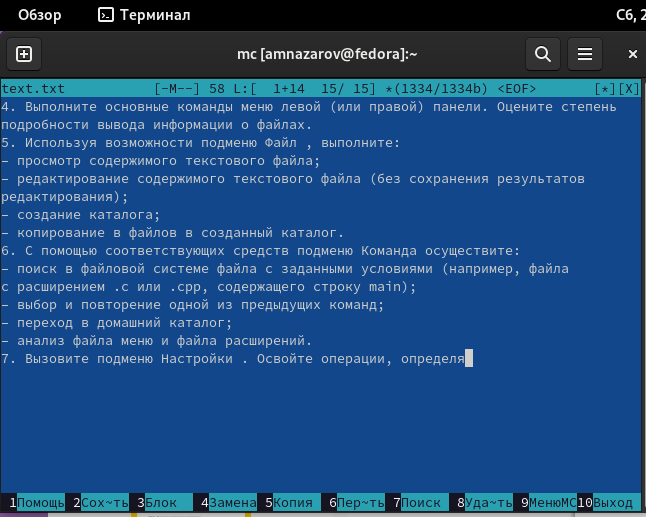 Обзор Терминал Сб, 2
mc [amnazarov@fedora]:~
text.txt [-M--] 58 L:[ 1+14 15/ 15] *(1334/1334b) <EOF> [*][X]
4. Выполните основные команды меню левой (или правой) панели. Оцените степень
подробности вывода информации о файлах.
5. Используя возможности подменю Файл , выполните:
– просмотр содержимого текстового файла;
– редактирование содержимого текстового файла (без сохранения результатов
редактирования);
– создание каталога;
– копирование в файлов в созданный каталог.
6. С помощью соответствующих средств подменю Команда осуществите:
– поиск в файловой системе файла с заданными условиями (например, файла
с расширением .c или .cpp, содержащего строку main);
– выбор и повторение одной из предыдущих команд;
– переход в домашний каталог;
– анализ файла меню и файла расширений.
7. Вызовите подменю Настройки . Освойте операции, определя
1Помощь 2Сох~ть 3Блок 4Замена 5Копия 6Пер~ть 7Поиск 8Уда~ть 9МенюMC 10Выход